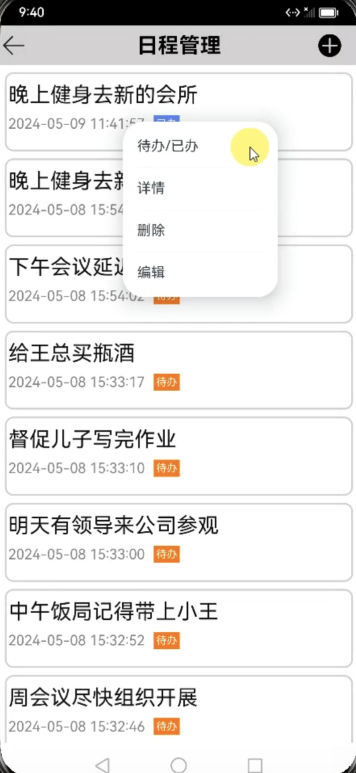 9:40
日程管理
晚上健身去新的会所
2024-05-09 11:41:57 已办
晚上健身去新
2024-05-08 15:54
下午会议延迟
2024-05-08 15:54:02 待办
待办/已办
详情
删除
编辑
给王总买瓶酒
2024-05-08 15:33:17 待办
督促儿子写完作业
2024-05-08 15:33:10 待办
明天有领导来公司参观
2024-05-08 15:33:00 待办
中午饭局记得带上小王
2024-05-08 15:32:52 待办
周会议尽快组织开展
2024-05-08 15:32:46 待办